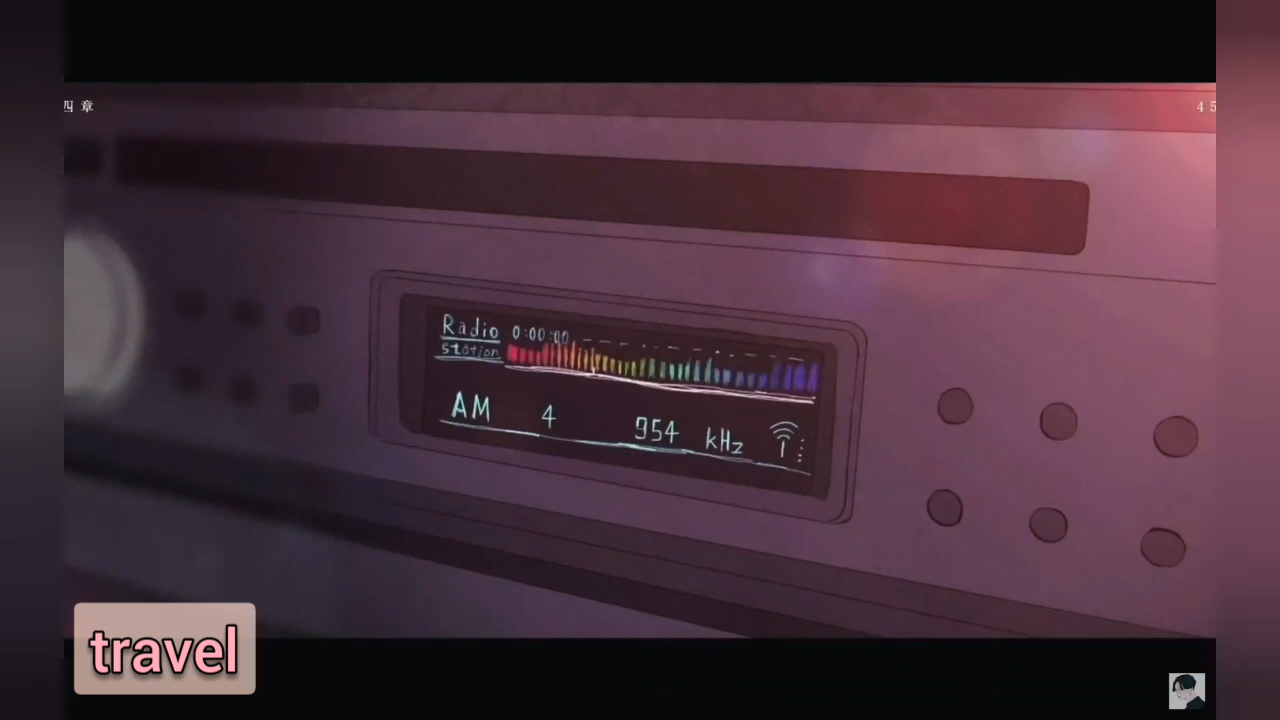 四章
45
Radio 0:00:00
station
AM 4 954 kHz
travel